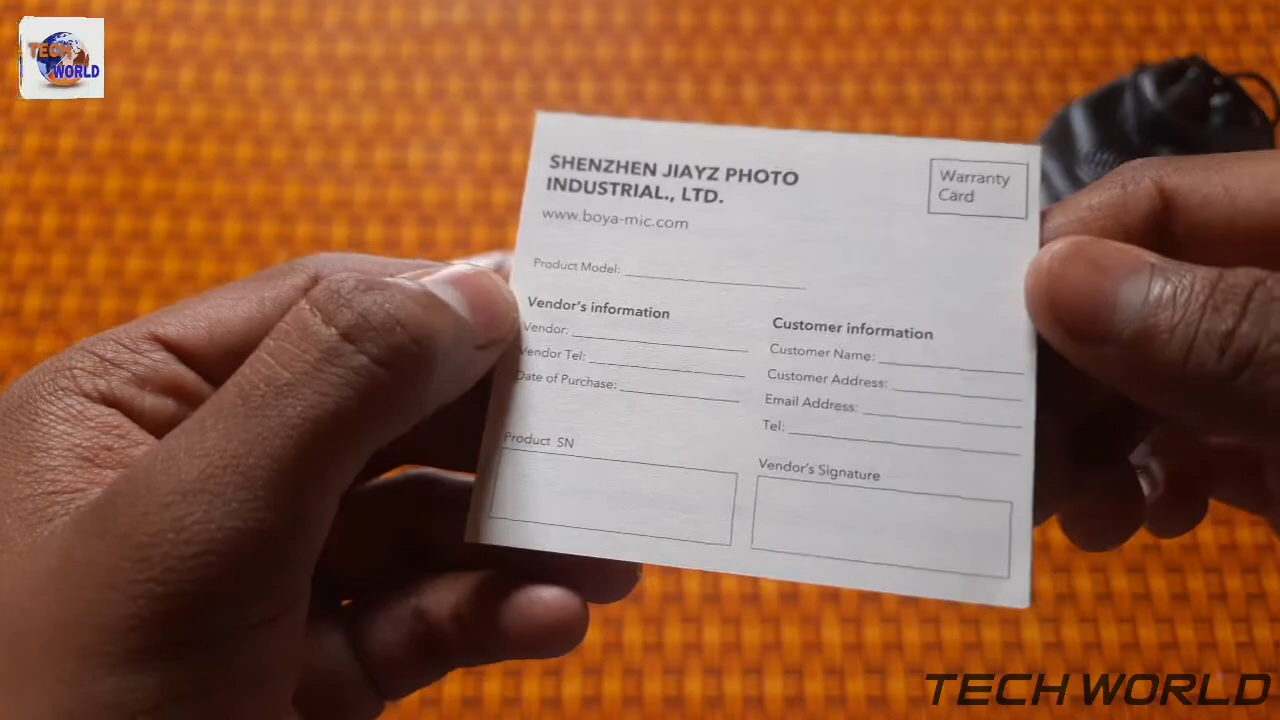 TECH
WORLD
SHENZHEN JIAYZ PHOTO
INDUSTRIAL., LTD.
www.boya-mic.com
Warranty
Card
Product Model:
Vendor's information
Vendor:
Vendor Tel:
Date of Purchase:
Customer information
Customer Name:
Customer Address:
Email Address:
Tel:
Product SN
Vendor's Signature
TECH WORLD